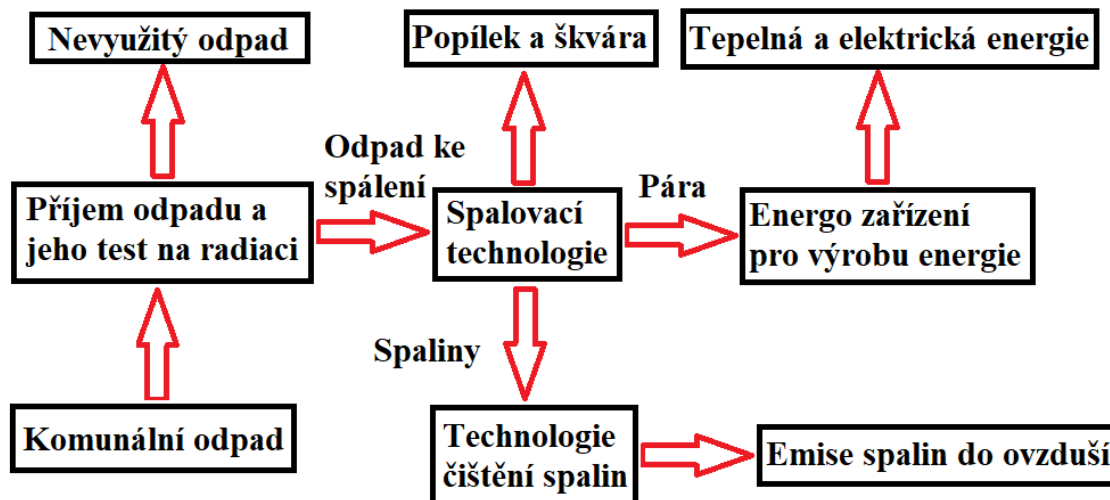 Nevyužitý odpad
Popílek a škvára
Tepelná a elektrická energie
Odpad ke
spálení
Příjem odpadu a
jeho test na radiaci
Spalovací
technologie
Pára
Energo zařízení
pro výrobu energie
Spaliny
Komunální odpad
Technologie
čištění spalin
Emise spalin do ovzduší